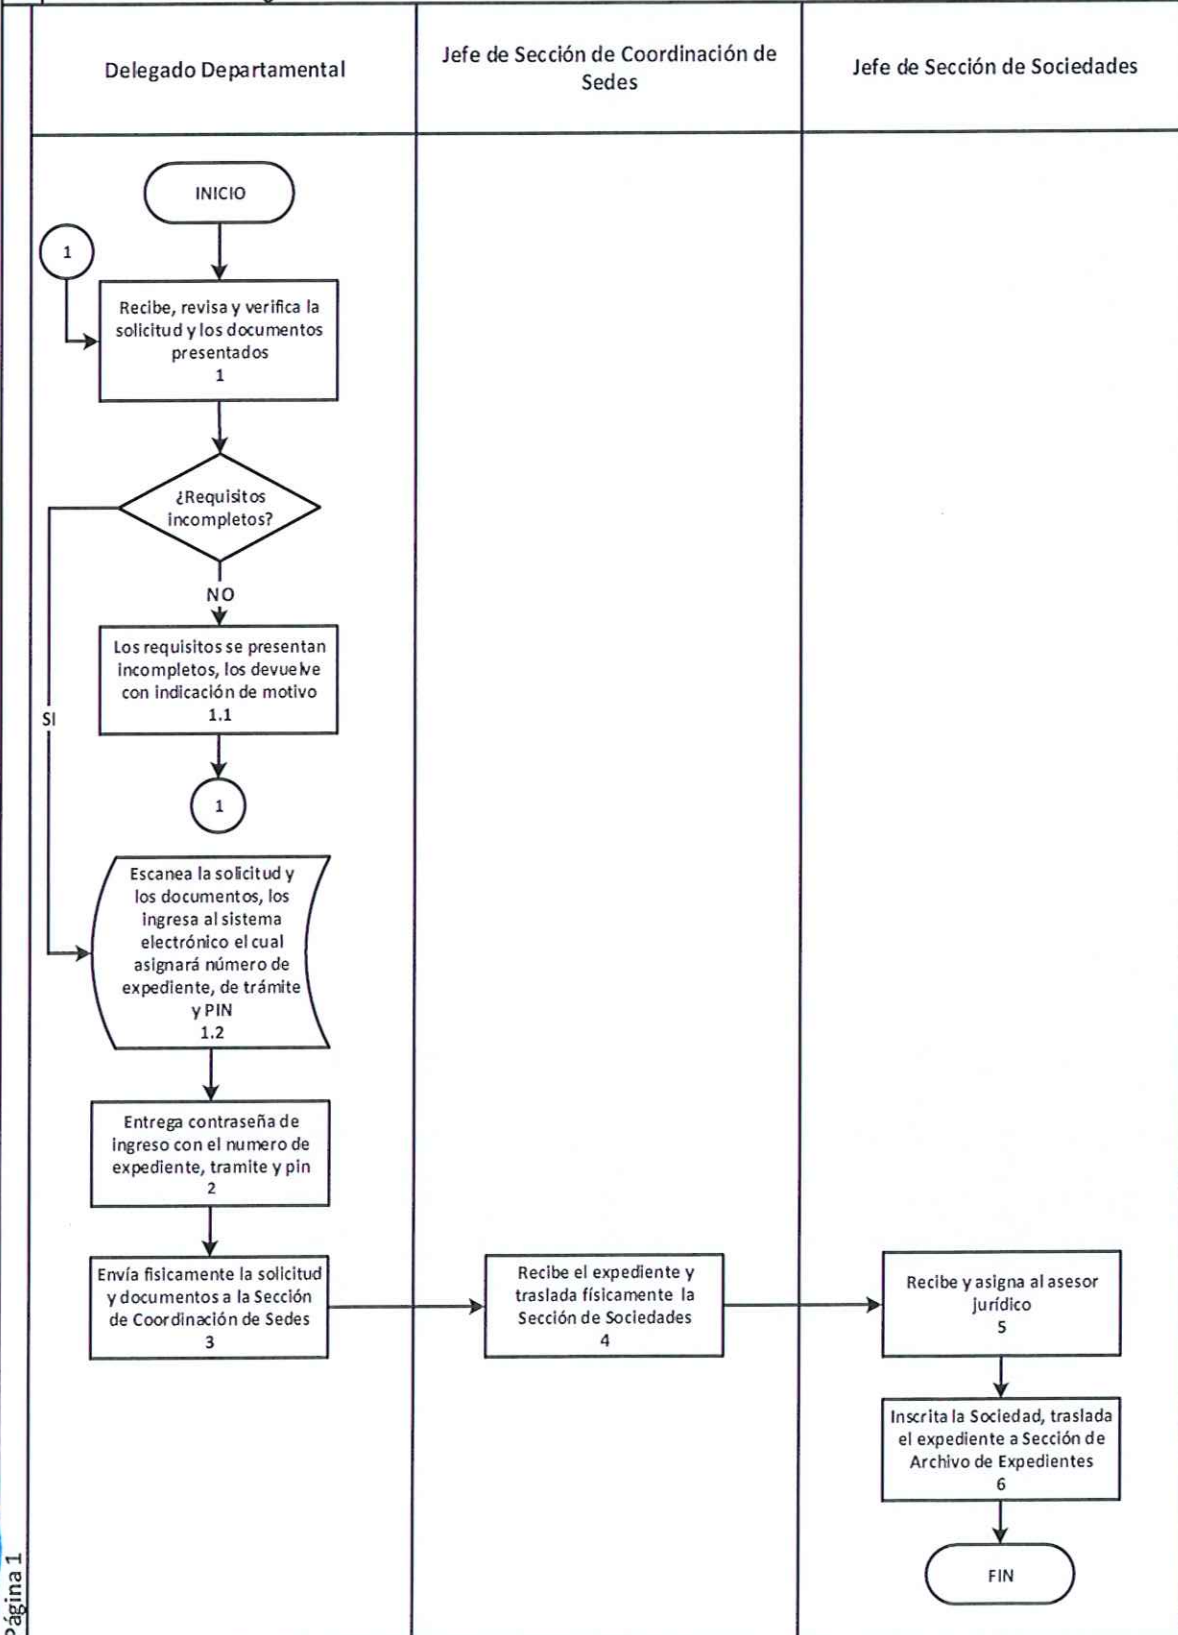 Delegado Departamental
Jefe de Sección de Coordinación de
Sedes
Jefe de Sección de Sociedades
INICIO
1
Recibe, revisa y verifica la
solicitud y los documentos
presentados
1
¿Requisitos
incompletos?
NO
Los requisitos se presentan
incompletos, los devuelve
con indicación de motivo
1.1
SI
1
Escanea la solicitud y
los documentos, los
ingresa al sistema
electrónico el cual
asignará número de
expediente, de trámite
y PIN
1.2
Entrega contraseña de
ingreso con el numero de
expediente, tramite y pin
2
Envía fisicamente la solicitud
y documentos a la Sección
de Coordinación de Sedes
3
Recibe el expediente y
traslada físicamente la
Sección de Sociedades
4
Recibe y asigna al asesor
jurídico
5
Inscrita la Sociedad, traslada
el expediente a Sección de
Archivo de Expedientes
6
FIN
Página 1